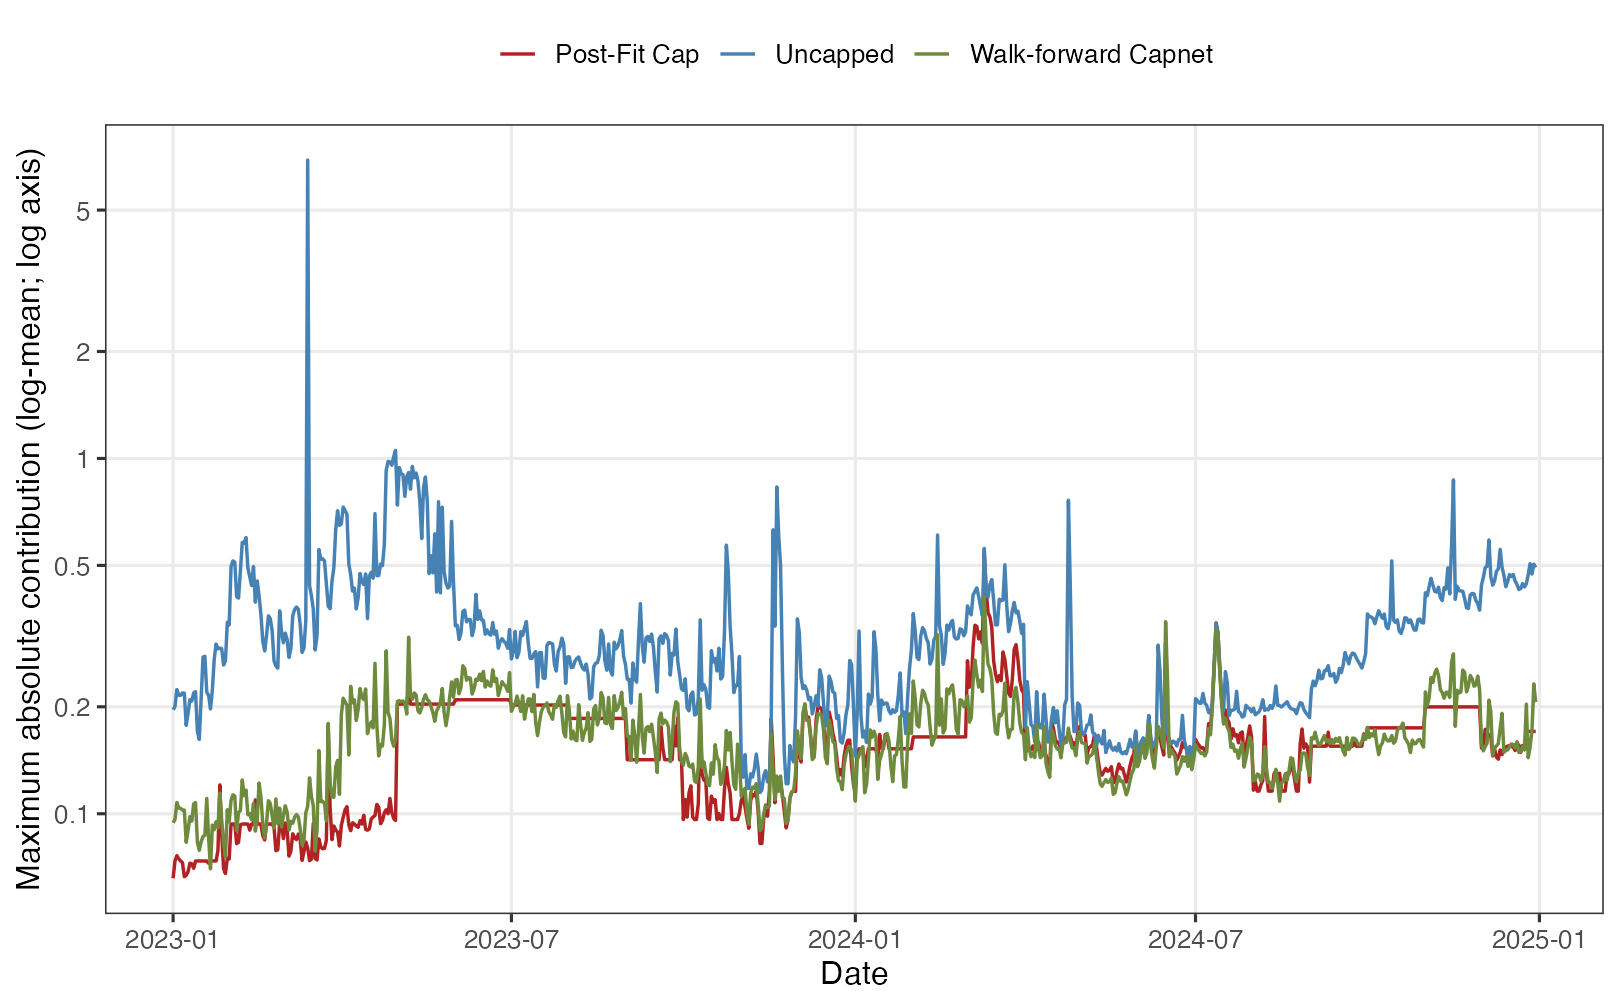 Post-Fit Cap Uncapped Walk-forward Capnet
Maximum absolute contribution (log-mean; log axis)
5
2
1
0.5
0.2
0.1
2023-01 2023-07 2024-01 2024-07 2025-01
Date